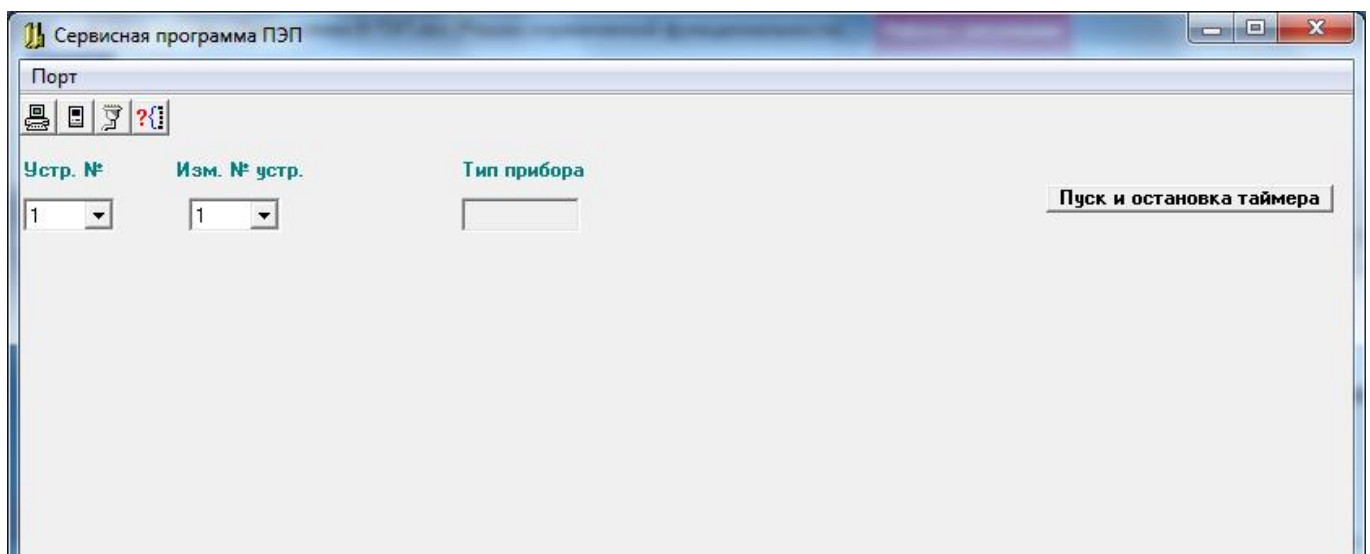 Сервисная программа ПЭП
Порт
Устр. № Изм. № устр. Тип прибора
Пуск и остановка таймера
1 1